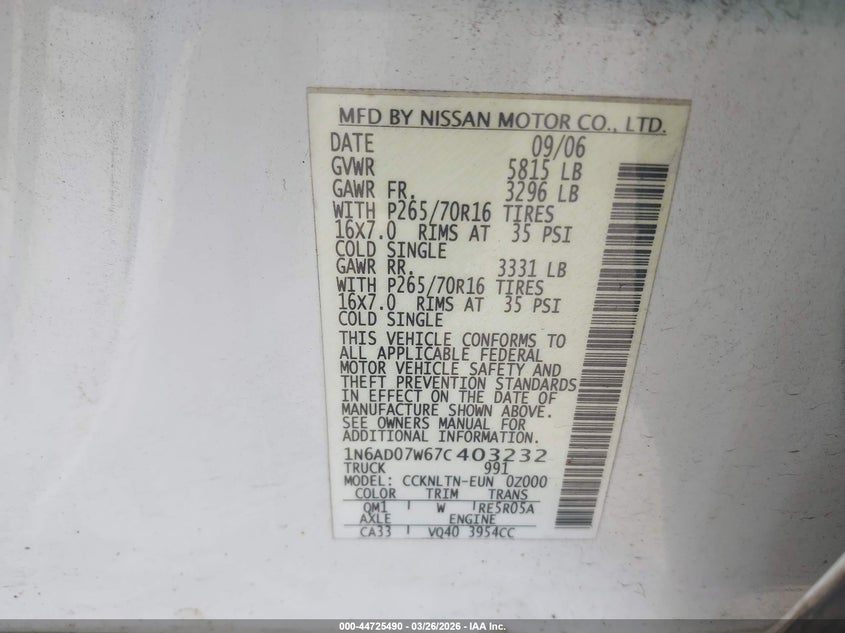 MFD BY NISSAN MOTOR CO., LTD.
DATE 09/06
GVWR 5815 LB
GAWR FR. 3296 LB
WITH P265/70R16 TIRES
16X7.0 RIMS AT 35 PSI
COLD SINGLE
GAWR RR. 3331 LB
WITH P265/70R16 TIRES
16X7.0 RIMS AT 35 PSI
COLD SINGLE
THIS VEHICLE CONFORMS TO
ALL APPLICABLE FEDERAL
MOTOR VEHICLE SAFETY AND
THEFT PREVENTION STANDARDS
IN EFFECT ON THE DATE OF
MANUFACTURE SHOWN ABOVE.
SEE OWNERS MANUAL FOR
ADDITIONAL INFORMATION.
1N6AD07W67C403232
TRUCK 991
MODEL: CCKNLTN-EUN 0Z000
COLOR TRIM TRANS
QM1 W RE5R05A
AXLE ENGINE
CA33 VQ40 3954CC
000-44725490 - 03/26/2026 - IAA Inc.